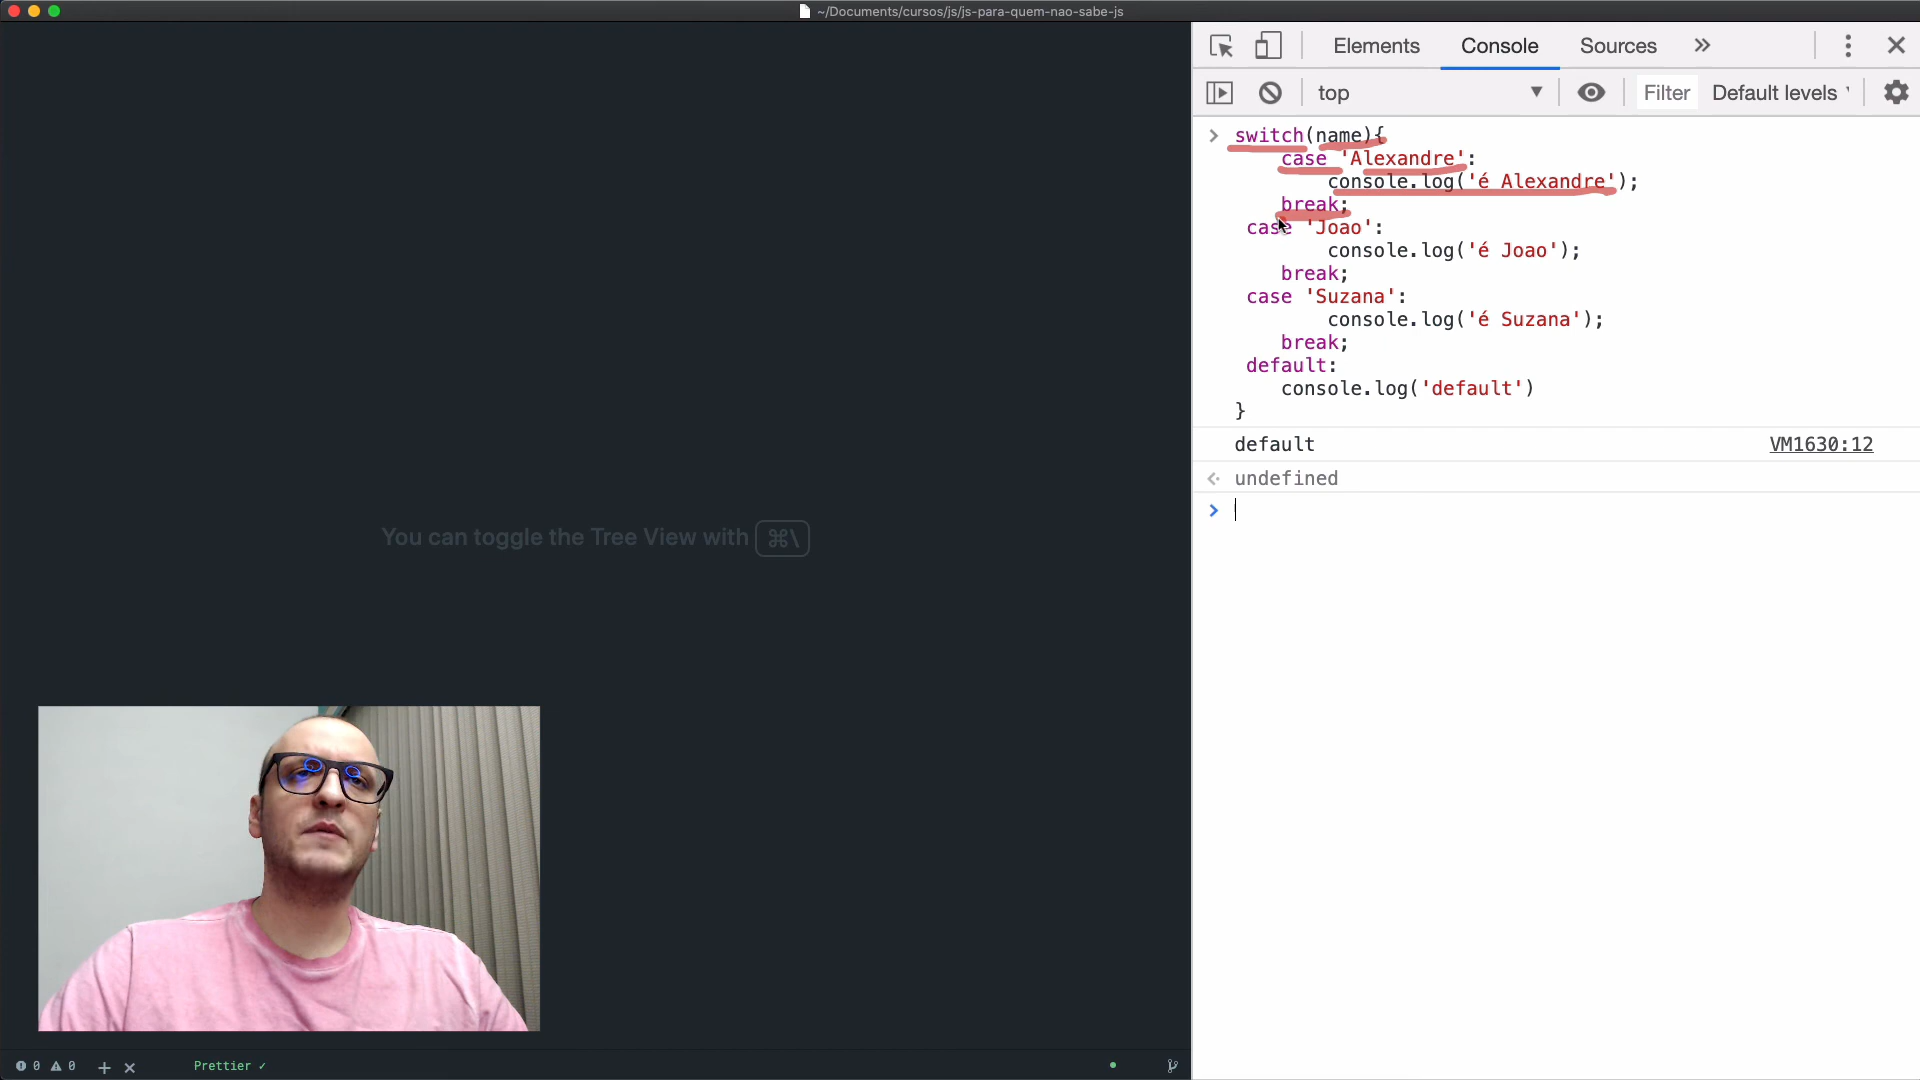 ~/Documents/cursos/js/js-para-quem-nao-sabe-js
Elements Console Sources »
top ▼ Filter Default levels
> switch(name){
case 'Alexandre':
console.log('é Alexandre');
break;
case 'Joao':
console.log('é Joao');
break;
case 'Suzana':
console.log('é Suzana');
break;
default:
console.log('default')
}
default VM1630:12
undefined
>
You can toggle the Tree View with ⌘\
0 0 + × Prettier ✓